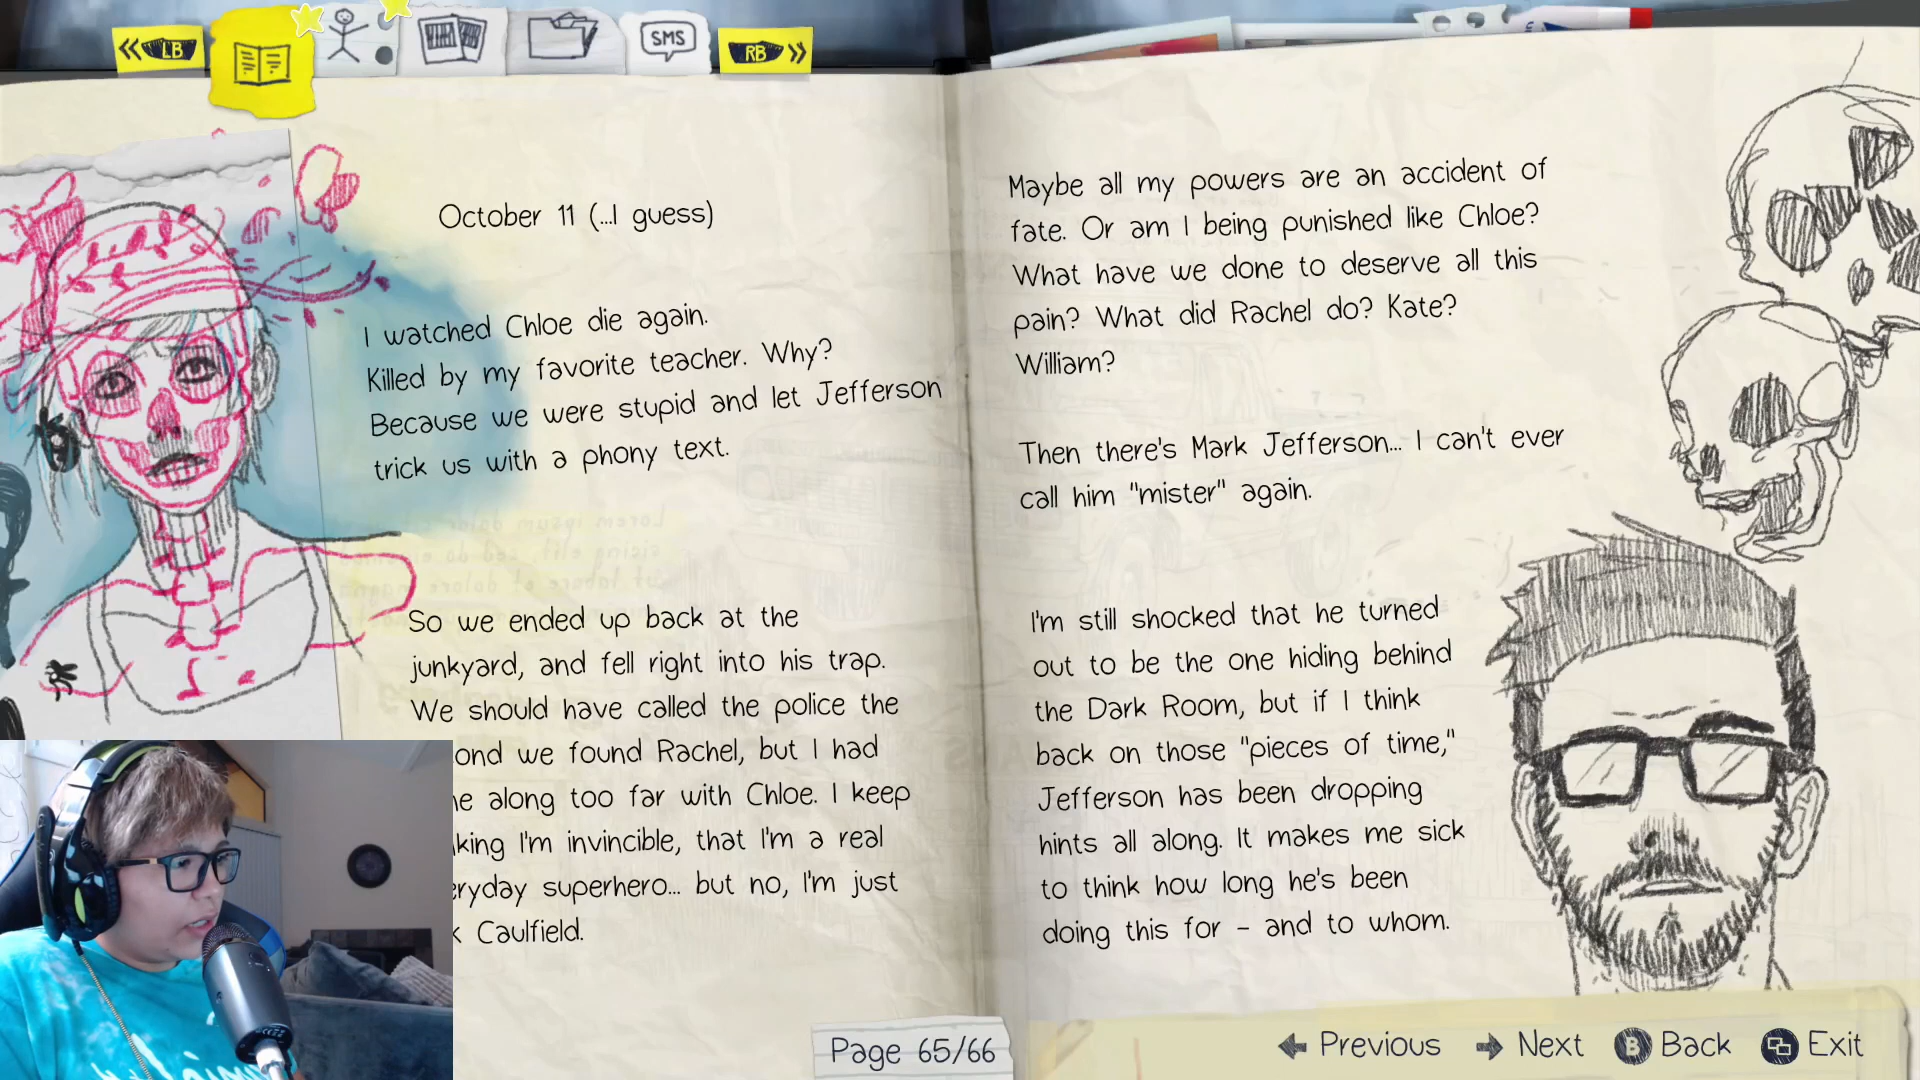 LB
SMS
RB
October 11 (...I guess)
I watched Chloe die again.
Killed by my favorite teacher. Why?
Because we were stupid and let Jefferson
trick us with a phony text.
So we ended up back at the
junkyard, and fell right into his trap.
We should have called the police the
ond we found Rachel, but I had
e along too far with Chloe. I keep
king I'm invincible, that I'm a real
eryday superhero... but no, I'm just
Caulfield.
Maybe all my powers are an accident of
fate. Or am I being punished like Chloe?
What have we done to deserve all this
pain? What did Rachel do? Kate?
William?
Then there's Mark Jefferson... I can't ever
call him "mister" again.
I'm still shocked that he turned
out to be the one hiding behind
the Dark Room, but if I think
back on those "pieces of time,"
Jefferson has been dropping
hints all along. It makes me sick
to think how long he's been
doing this for – and to whom.
Page 65/66
Previous
Next
B Back
Exit